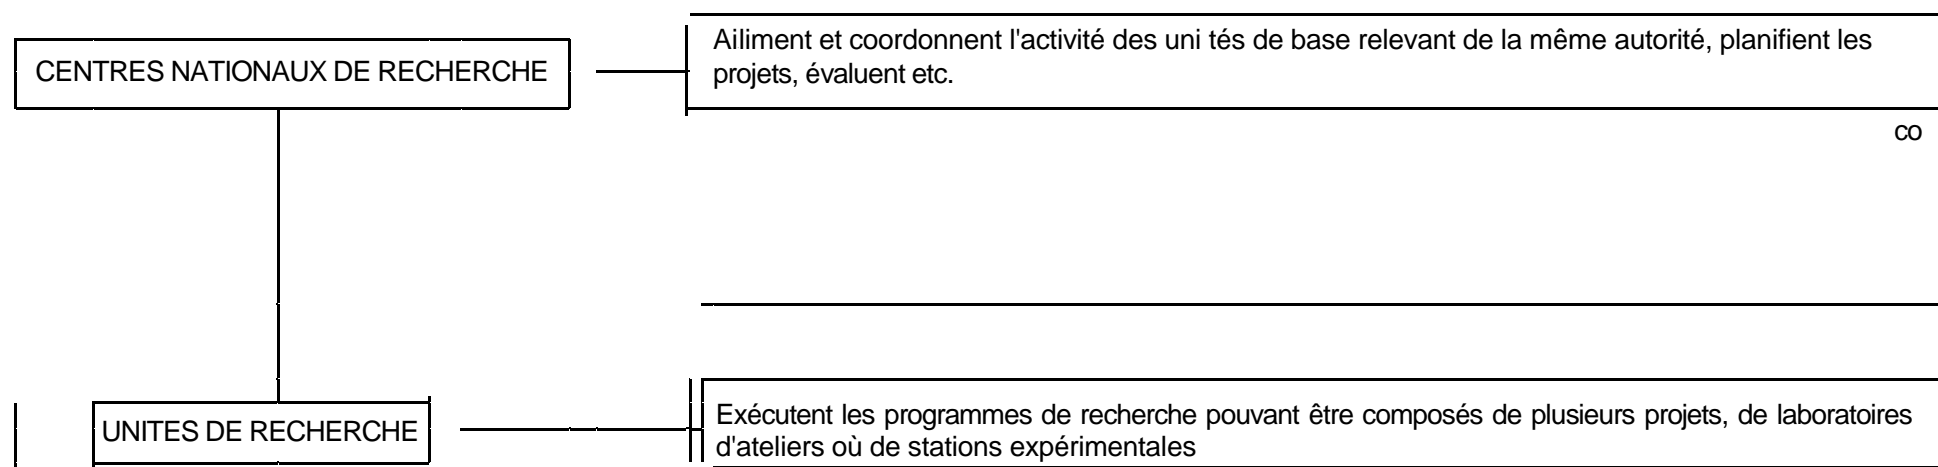 CENTRES NATIONAUX DE RECHERCHE
Ailiment et coordonnent l'activité des uni tés de base relevant de la même autorité, planifient les
projets, évaluent etc.
co
UNITES DE RECHERCHE
Exécutent les programmes de recherche pouvant être composés de plusieurs projets, de laboratoires
d'ateliers où de stations expérimentales